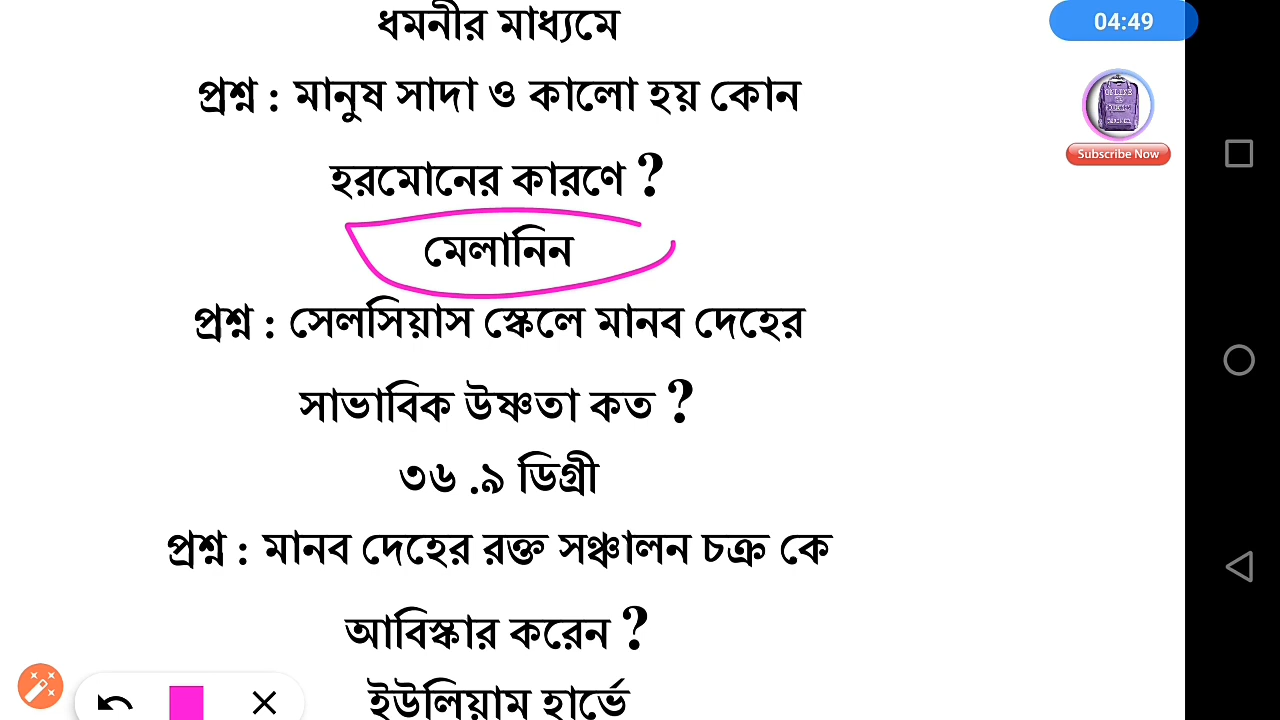 ধমনীর মাধ্যমে
04:49
প্রশ্ন : মানুষ সাদা ও কালো হয় কোন
হরমোনের কারণে ?
Subscribe Now
মেলানিন
প্রশ্ন : সেলসিয়াস স্কেলে মানব দেহের
সাভাবিক উষ্ণতা কত ?
৩৬ .৯ ডিগ্রী
প্রশ্ন : মানব দেহের রক্ত সঞ্চালন চক্র কে
আবিস্কার করেন ?
ইউলিয়াম হার্ভে